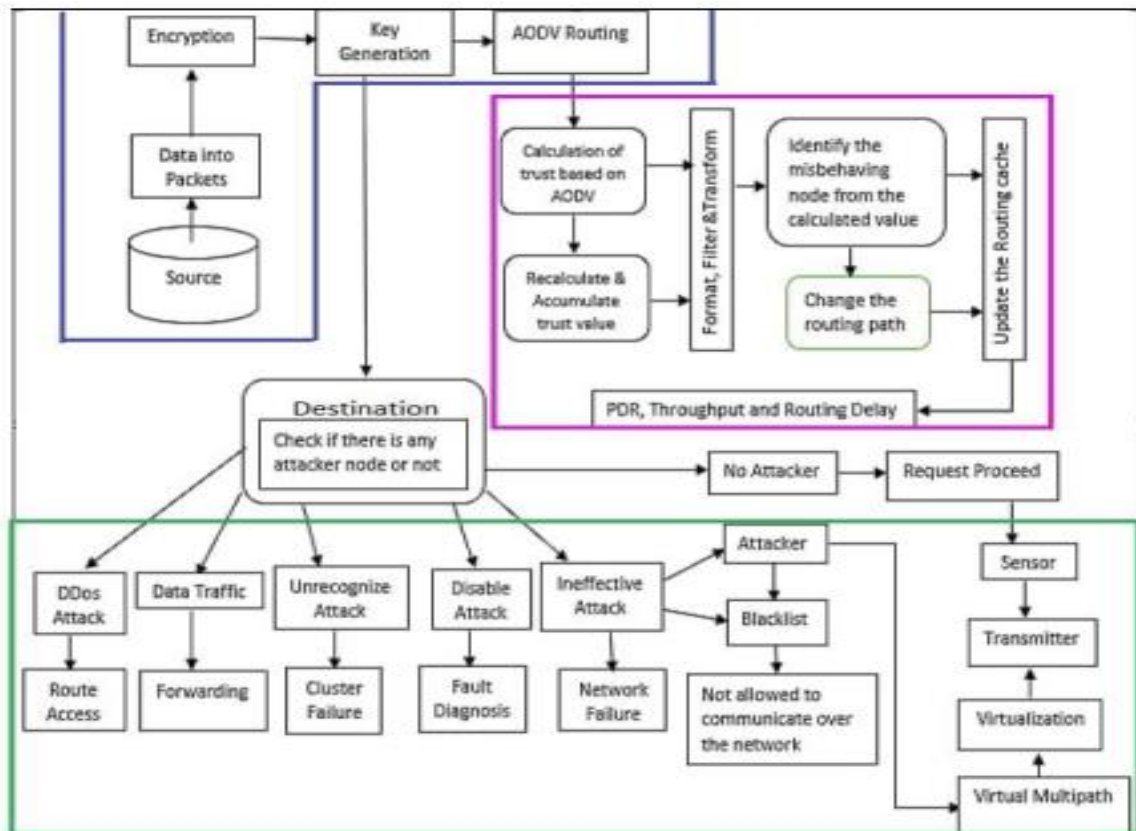 Encryption
Key
Generation
AODV Routing
Data into
Packets
Source
Calculation of
trust based on
AODV
Recalculate &
Accumulate
trust value
Format, Filter &Transform
Identify the
misbehaving
node from the
calculated value
Change the
routing path
Update the Routing cache
PDR, Throughput and Routing Delay
Destination
Check if there is any
attacker node or not
No Attacker
Request Proceed
DDos
Attack
Data Traffic
Unrecognize
Attack
Disable
Attack
Ineffective
Attack
Attacker
Blacklist
Sensor
Transmitter
Route
Access
Forwarding
Cluster
Failure
Fault
Diagnosis
Network
Failure
Not allowed to
communicate over
the network
Virtualization
Virtual Multipath